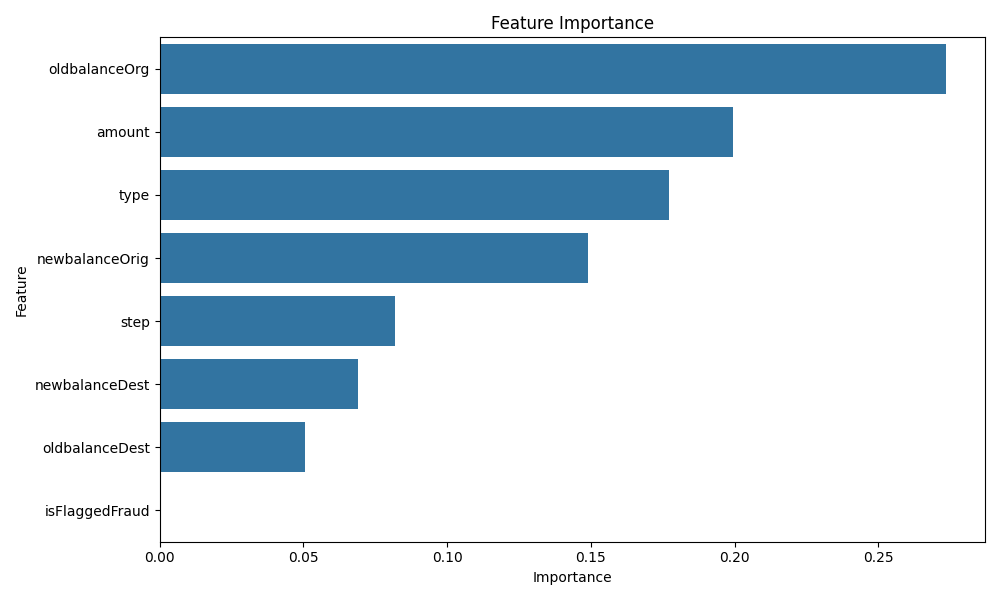 Feature Importance
Feature
oldbalanceOrg
amount
type
newbalanceOrig
step
newbalanceDest
oldbalanceDest
isFlaggedFraud
0.00 0.05 0.10 0.15 0.20 0.25
Importance